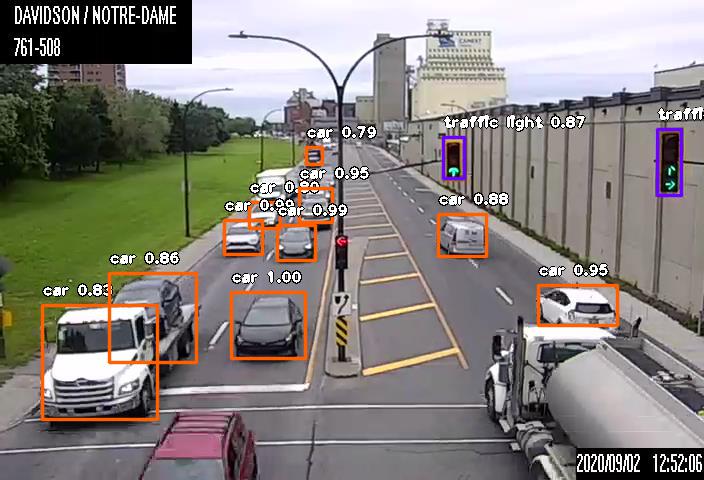 DAVIDSON / NOTRE-DAME
761-508
CANEST
traffic light 0.87
traffi
car 0.79
car 0.95
car 0.99
car 0.99
car 0.88
car 0.86
car 0.95
car 0.83
car 1.00
2020/09/02 12:52:06